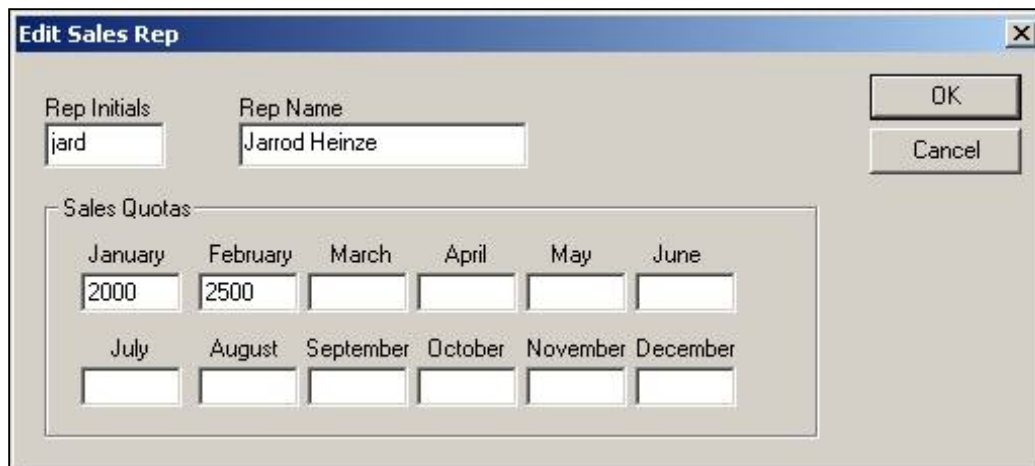 Edit Sales Rep
Rep Initials Rep Name OK
jard Jarrod Heinze
Cancel
Sales Quotas
January February March April May June
2000 2500
July August September October November December